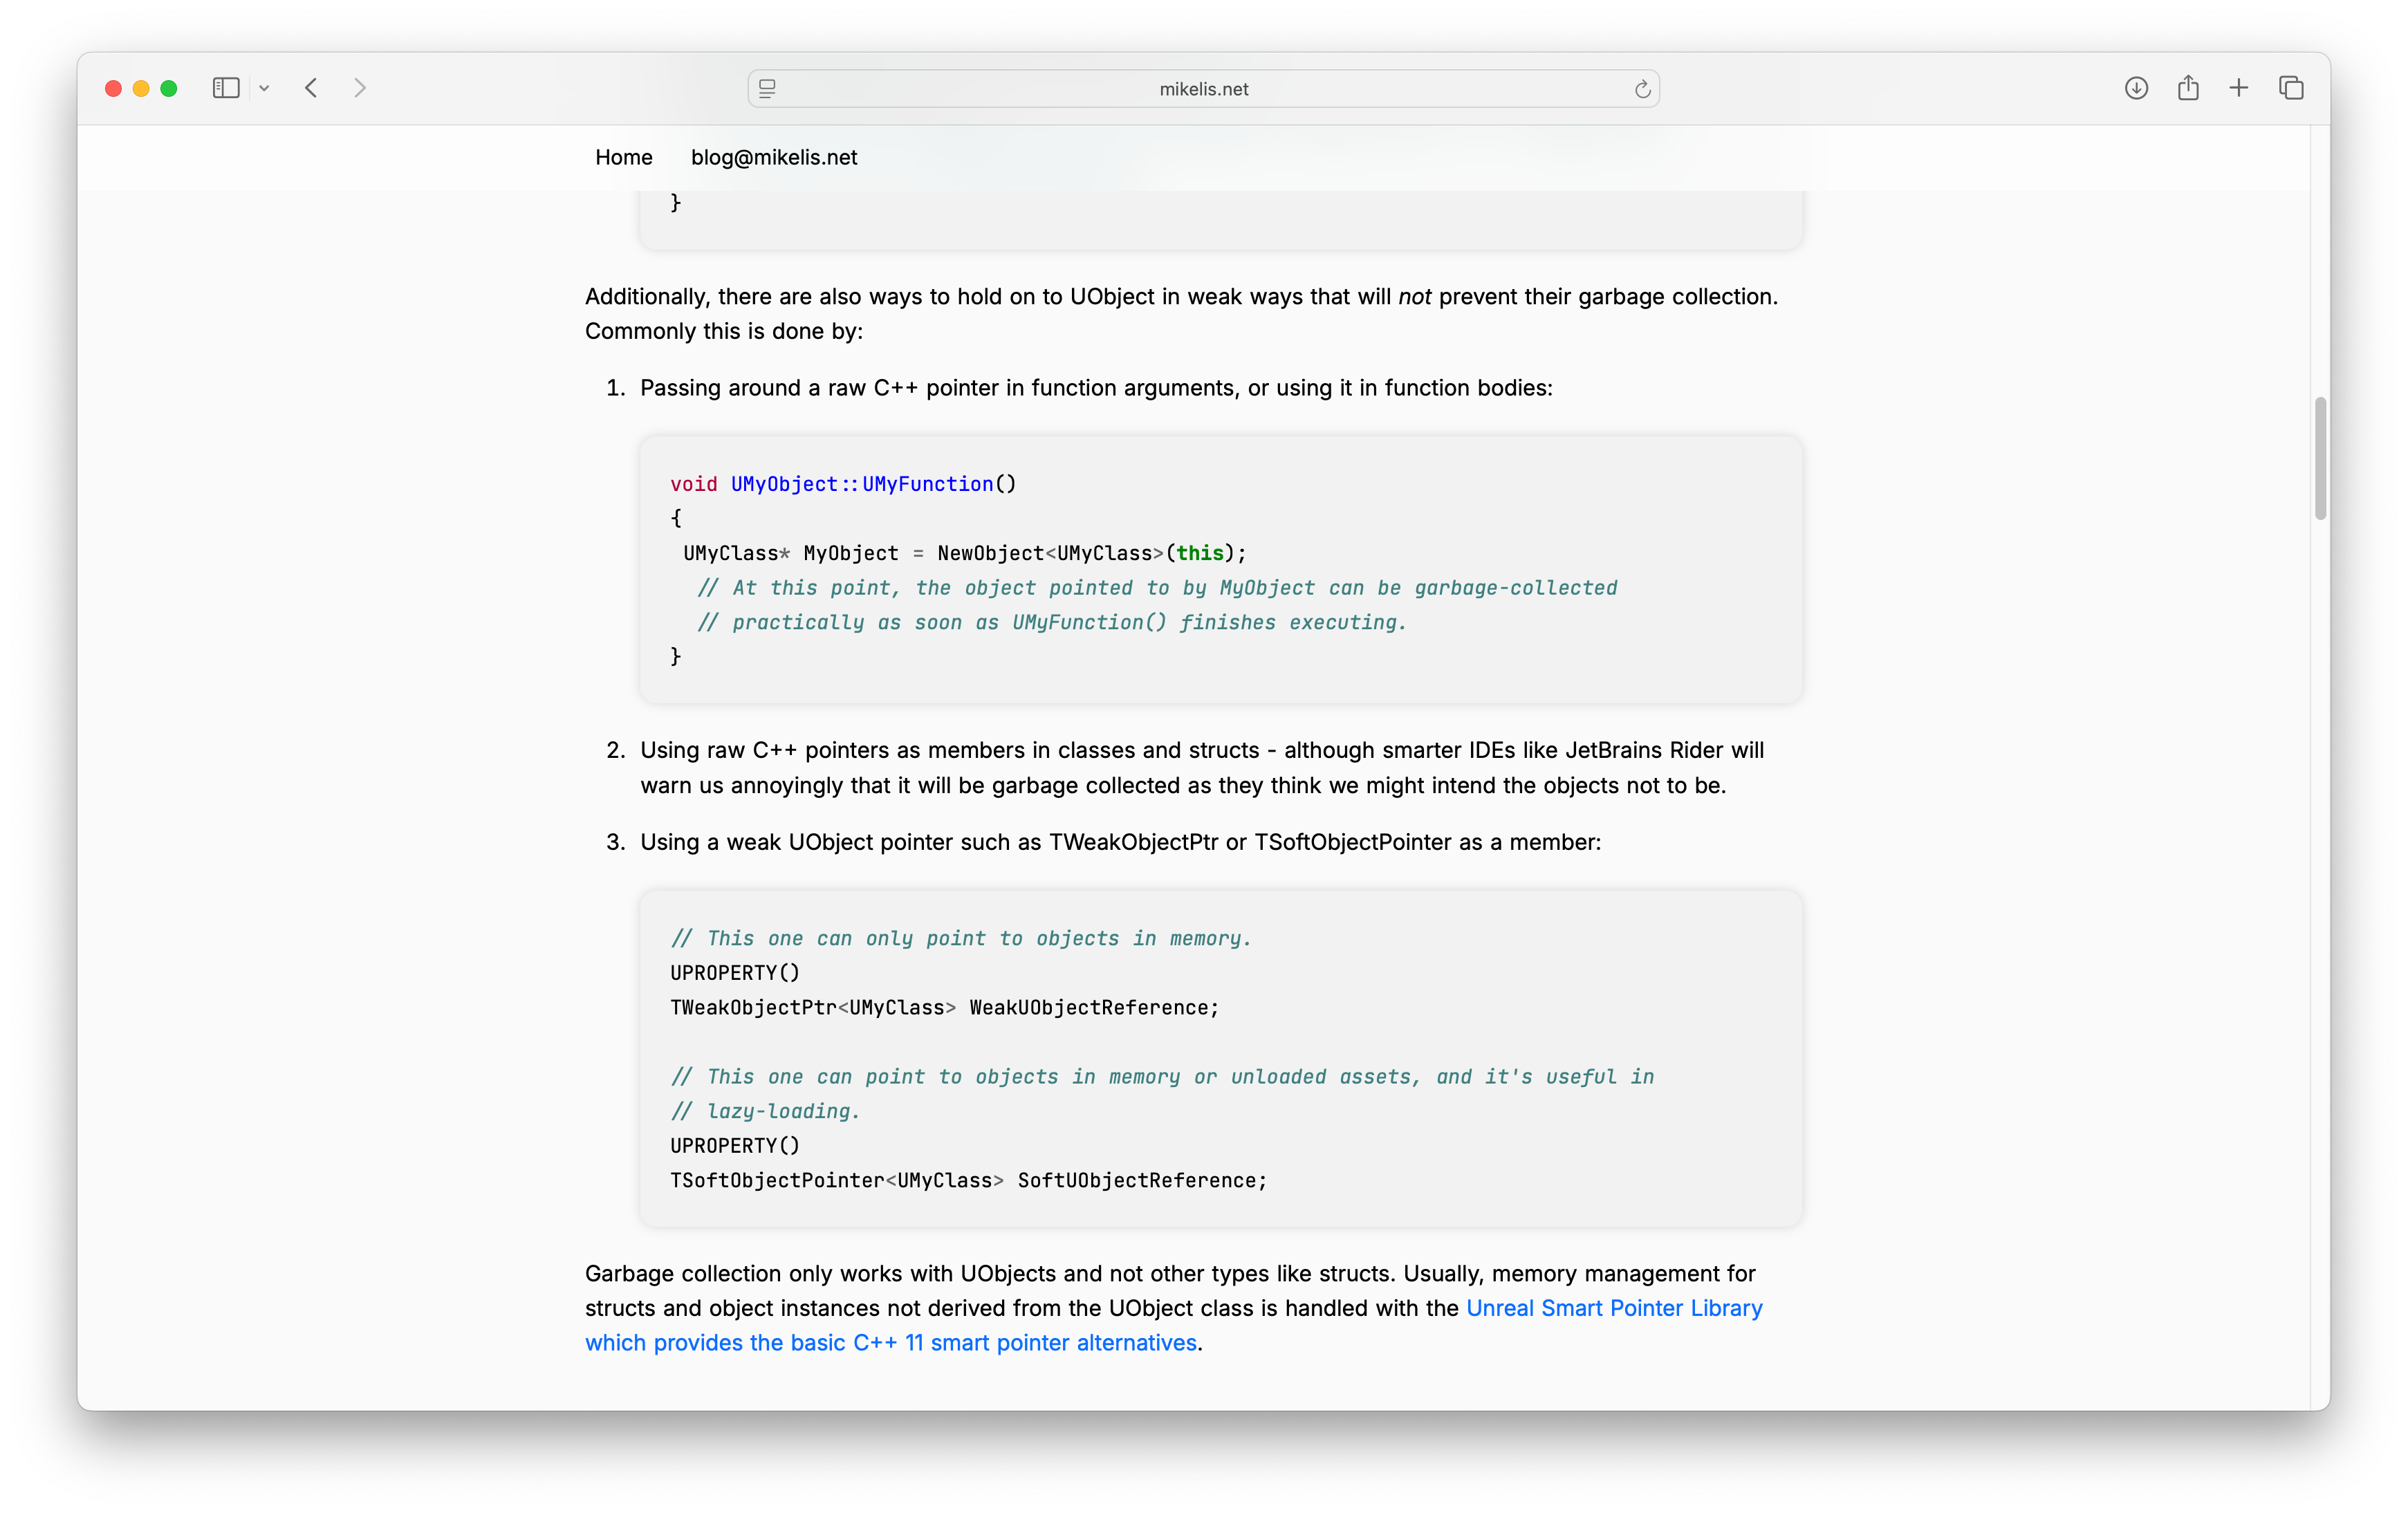 mikelis.net
Home blog@mikelis.net
}
Additionally, there are also ways to hold on to UObject in weak ways that will not prevent their garbage collection.
Commonly this is done by:
1. Passing around a raw C++ pointer in function arguments, or using it in function bodies:
void UMyObject::UMyFunction()
{
UMyClass* MyObject = NewObject<UMyClass>(this);
// At this point, the object pointed to by MyObject can be garbage-collected
// practically as soon as UMyFunction() finishes executing.
}
2. Using raw C++ pointers as members in classes and structs - although smarter IDEs like JetBrains Rider will
warn us annoyingly that it will be garbage collected as they think we might intend the objects not to be.
3. Using a weak UObject pointer such as TWeakObjectPtr or TSoftObjectPointer as a member:
// This one can only point to objects in memory.
UPROPERTY()
TWeakObjectPtr<UMyClass> WeakUObjectReference;
// This one can point to objects in memory or unloaded assets, and it's useful in
// lazy-loading.
UPROPERTY()
TSoftObjectPointer<UMyClass> SoftUObjectReference;
Garbage collection only works with UObjects and not other types like structs. Usually, memory management for
structs and object instances not derived from the UObject class is handled with the Unreal Smart Pointer Library
which provides the basic C++ 11 smart pointer alternatives.